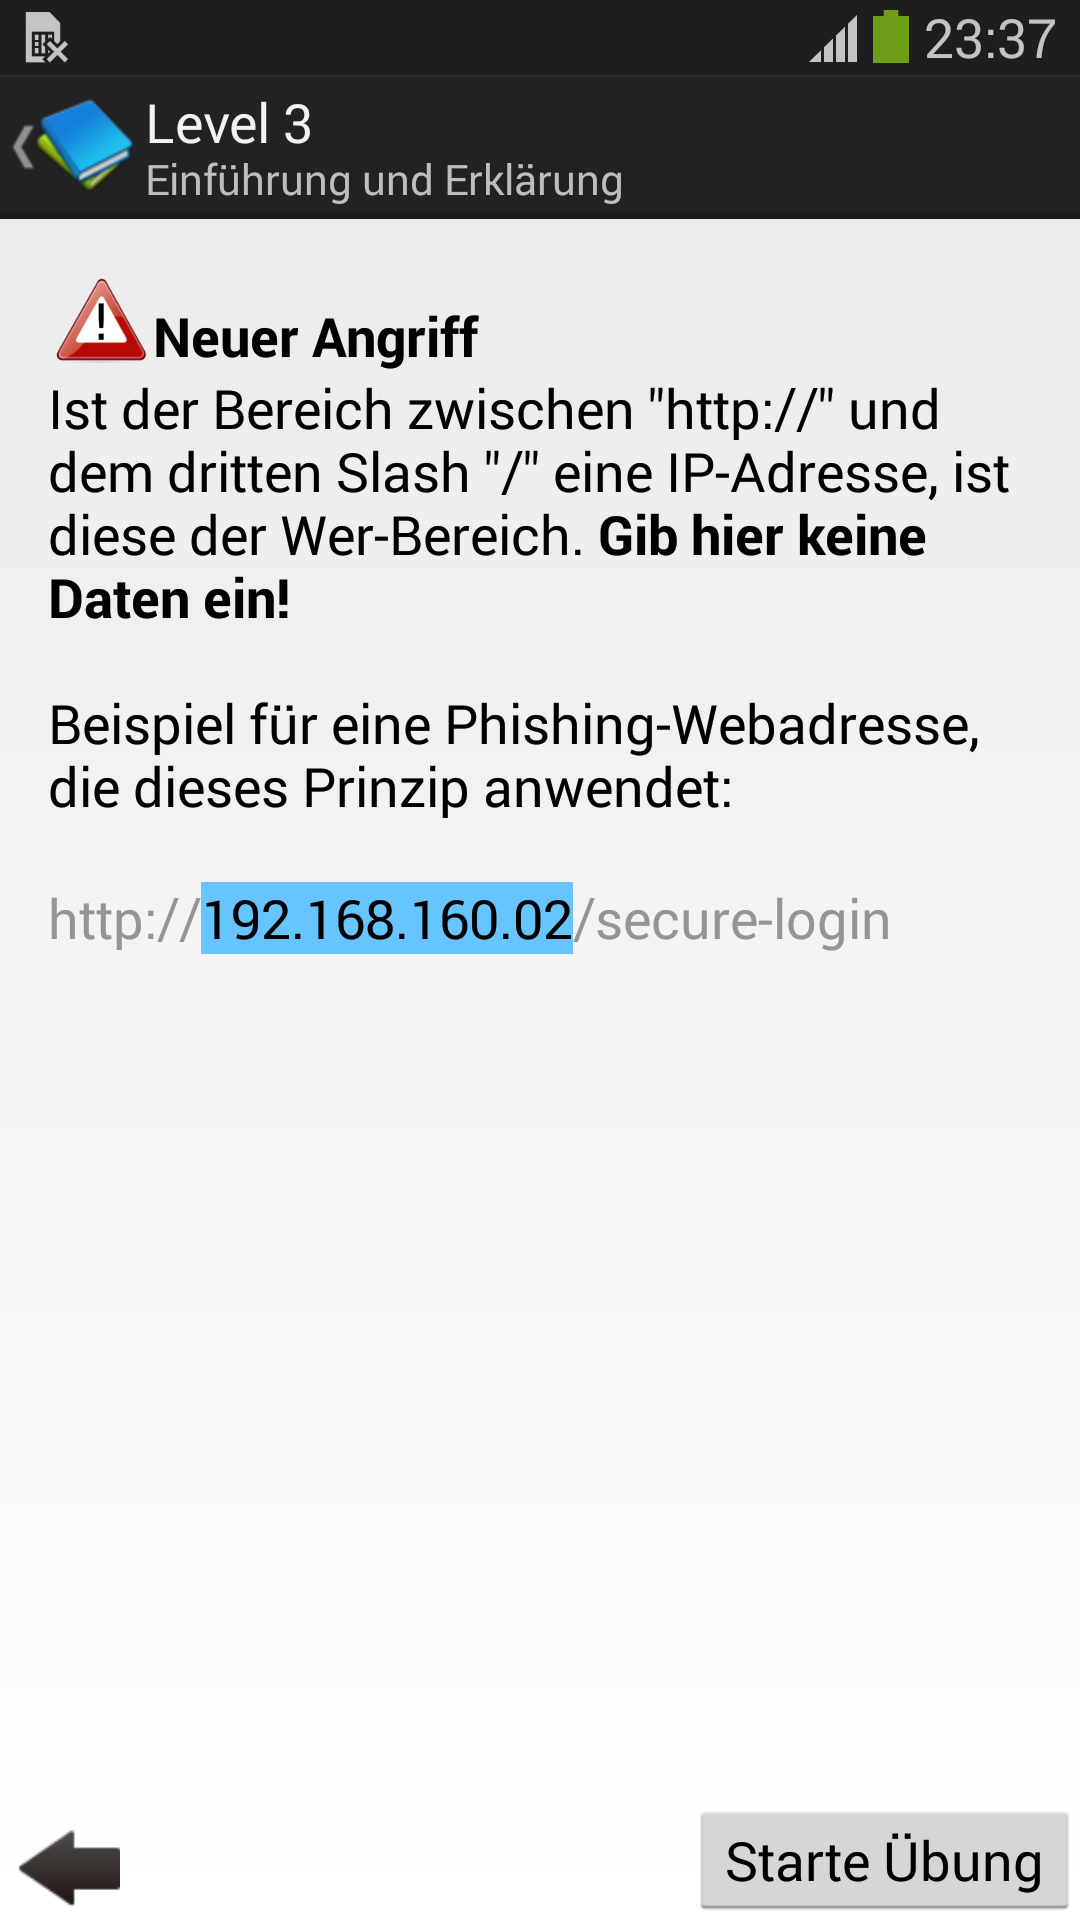 23:37
Level 3
Einführung und Erklärung
Neuer Angriff
Ist der Bereich zwischen "http://" und
dem dritten Slash "/" eine IP-Adresse, ist
diese der Wer-Bereich. Gib hier keine
Daten ein!
Beispiel für eine Phishing-Webadresse,
die dieses Prinzip anwendet:
http://192.168.160.02/secure-login
Starte Übung